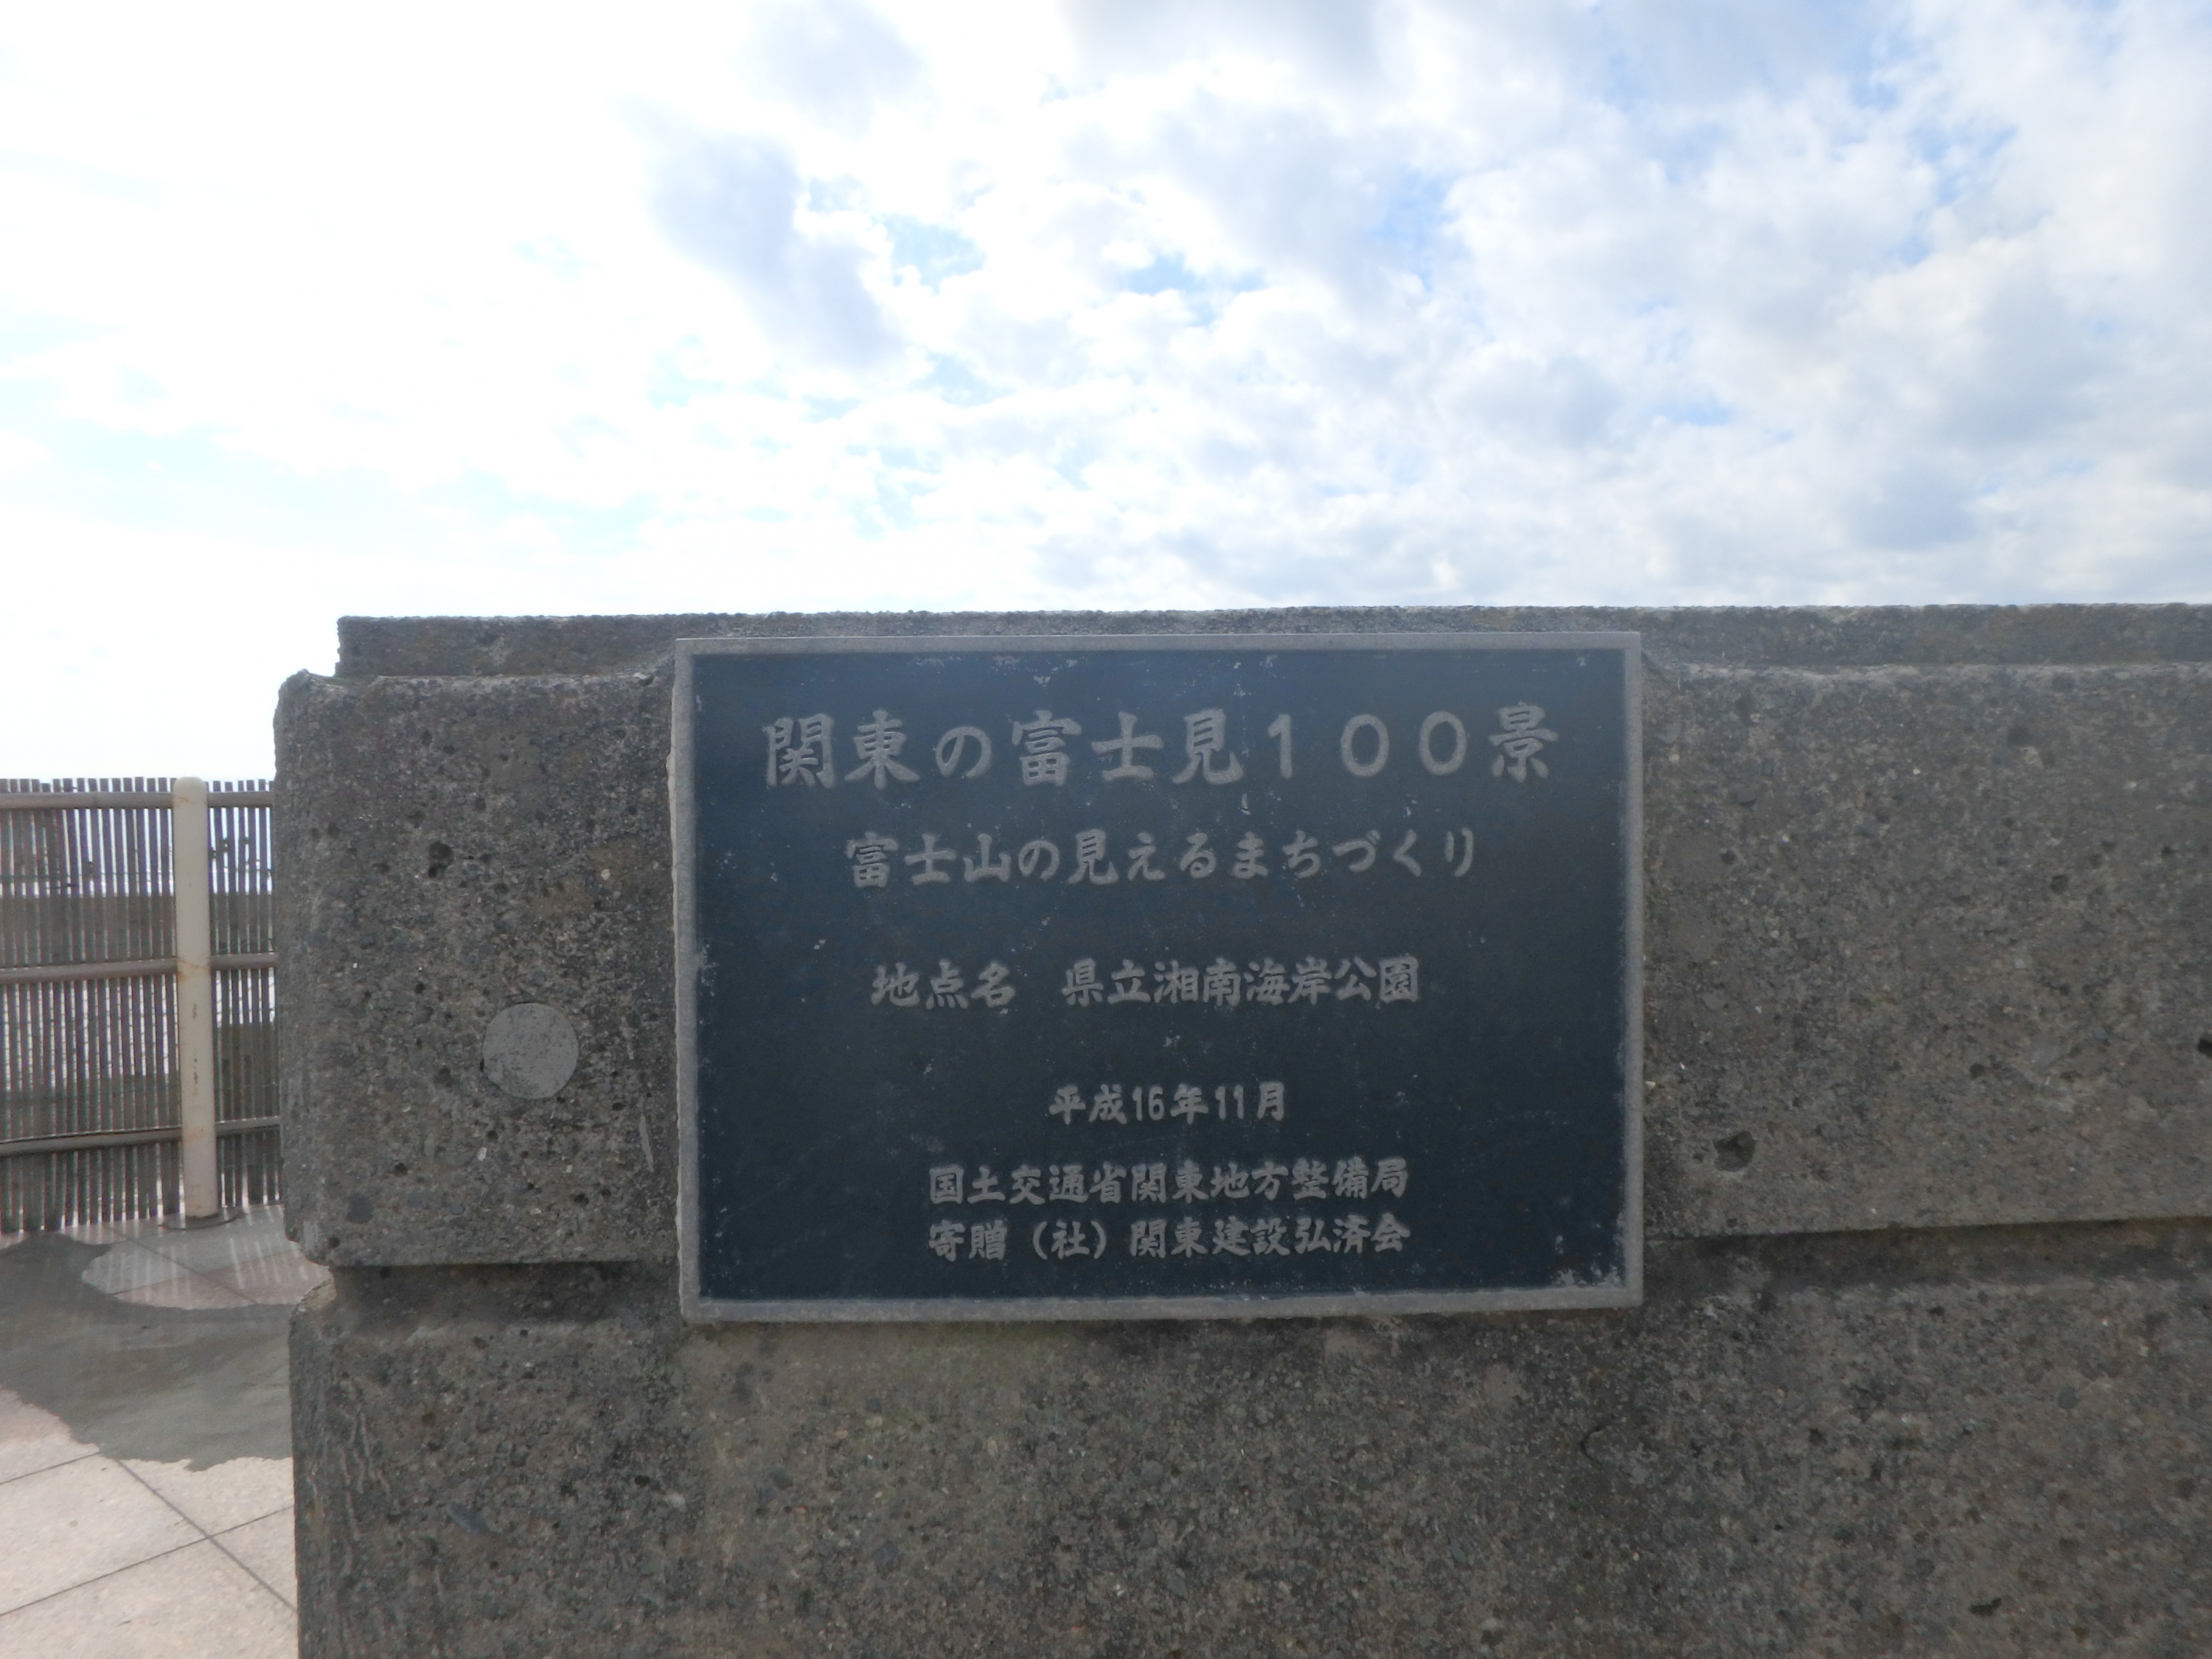 関東の富士見１００景
富士山の見えるまちづくり
地点名　県立湘南海岸公園
平成16年11月
国土交通省関東地方整備局
寄贈（社）関東建設弘済会